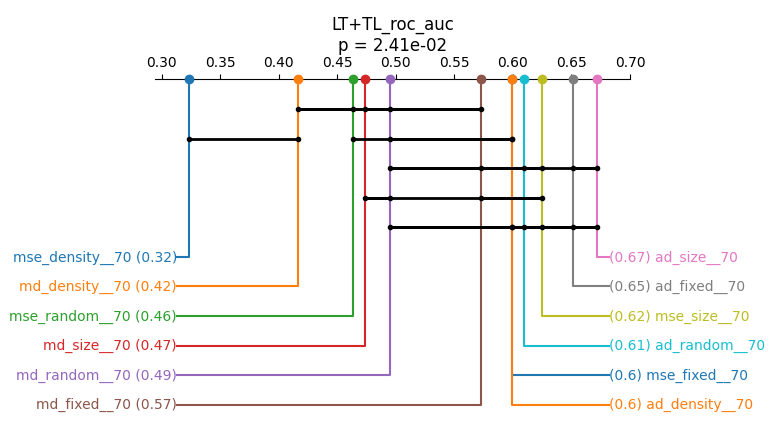 LT+TL_roc_auc
p = 2.41e-02
0.30 0.35 0.40 0.45 0.50 0.55 0.60 0.65 0.70
mse_density__70 (0.32)
(0.67) ad_size__70
md_density__70 (0.42)
(0.65) ad_fixed__70
mse_random__70 (0.46)
(0.62) mse_size__70
md_size__70 (0.47)
(0.61) ad_random__70
md_random__70 (0.49)
(0.6) mse_fixed__70
md_fixed__70 (0.57)
(0.6) ad_density__70